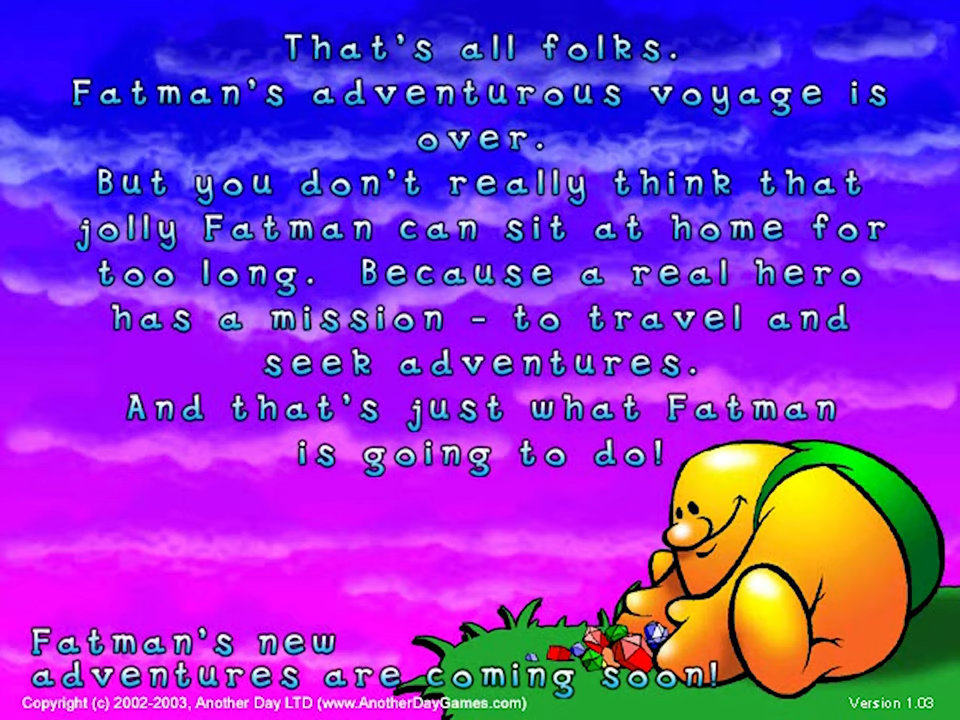 That's all folks.
Fatman's adventurous voyage is
over.
But you don't really think that
jolly Fatman can sit at home for
too long. Because a real hero
has a mission - to travel and
seek adventures.
And that's just what Fatman
is going to do!
Fatman's new
adventures are coming soon!
Copyright (c) 2002-2003, Another Day LTD (www.AnotherDayGames.com)
Version 1.03